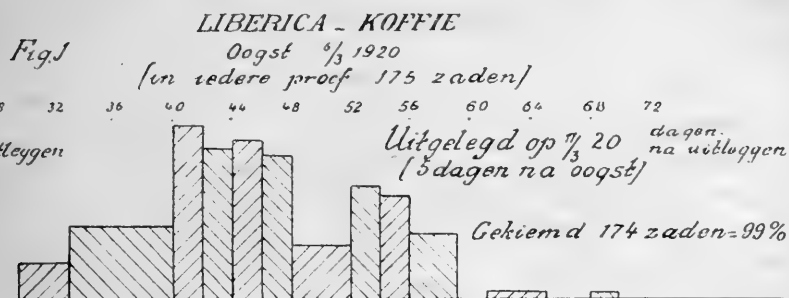 LIBERICA - KOFFIE
Fig.1
Oogst 6/3 1920
[in iedere proef 175 zaden]
8 32 36 40 44 48 52 56 60 64 68 72
dagen.
na uitleggen
Uitgelegd op 11/3 20
(5 dagen na oogst)
Gekiemd 174 zaden = 99%